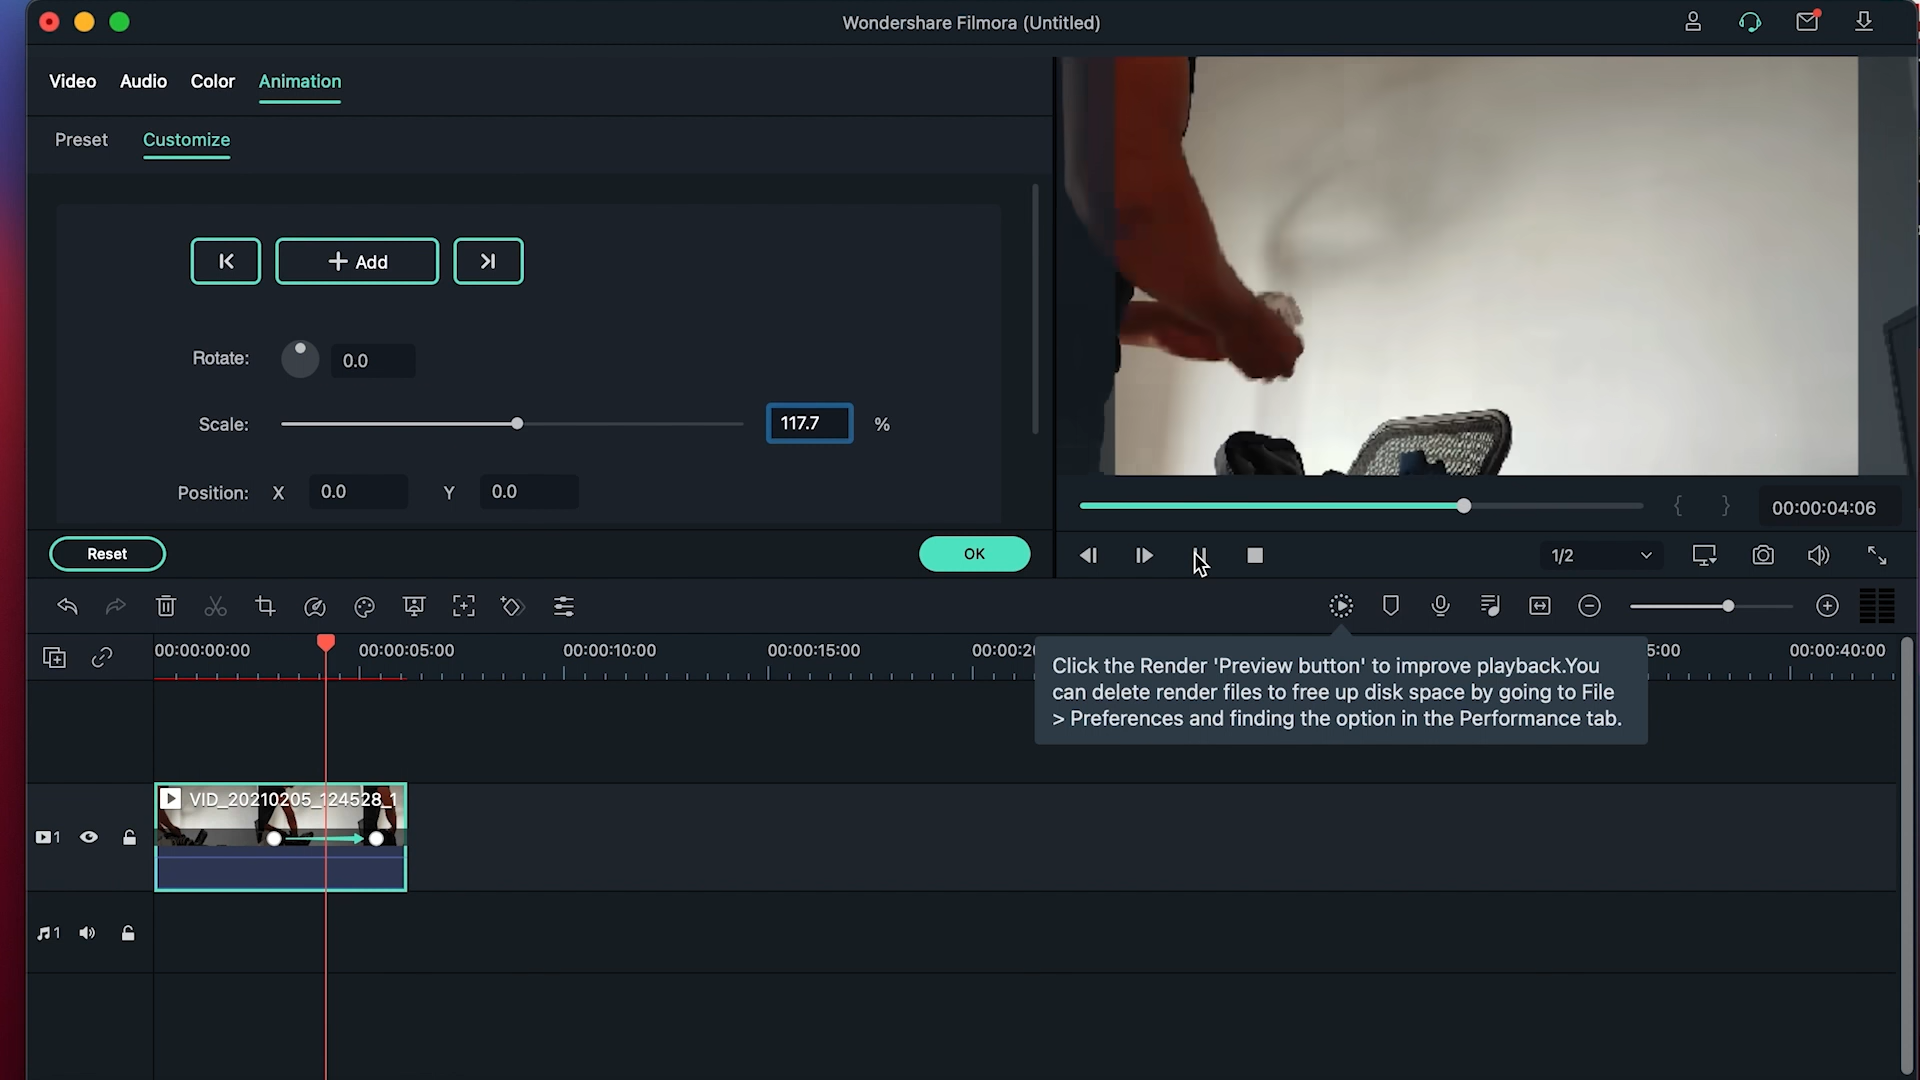 Wondershare Filmora (Untitled)
Video Audio Color Animation
Preset Customize
+ Add
Rotate: 0.0
Scale: 117.7 %
Position: X 0.0 Y 0.0
Reset OK
00:00:04:06
1/2
00:00:00:00 00:00:05:00 00:00:10:00 00:00:15:00 00:00:20 5:00 00:00:40:00
Click the Render 'Preview button' to improve playback.You
can delete render files to free up disk space by going to File
> Preferences and finding the option in the Performance tab.
VID_20210205_124528_1
1
1